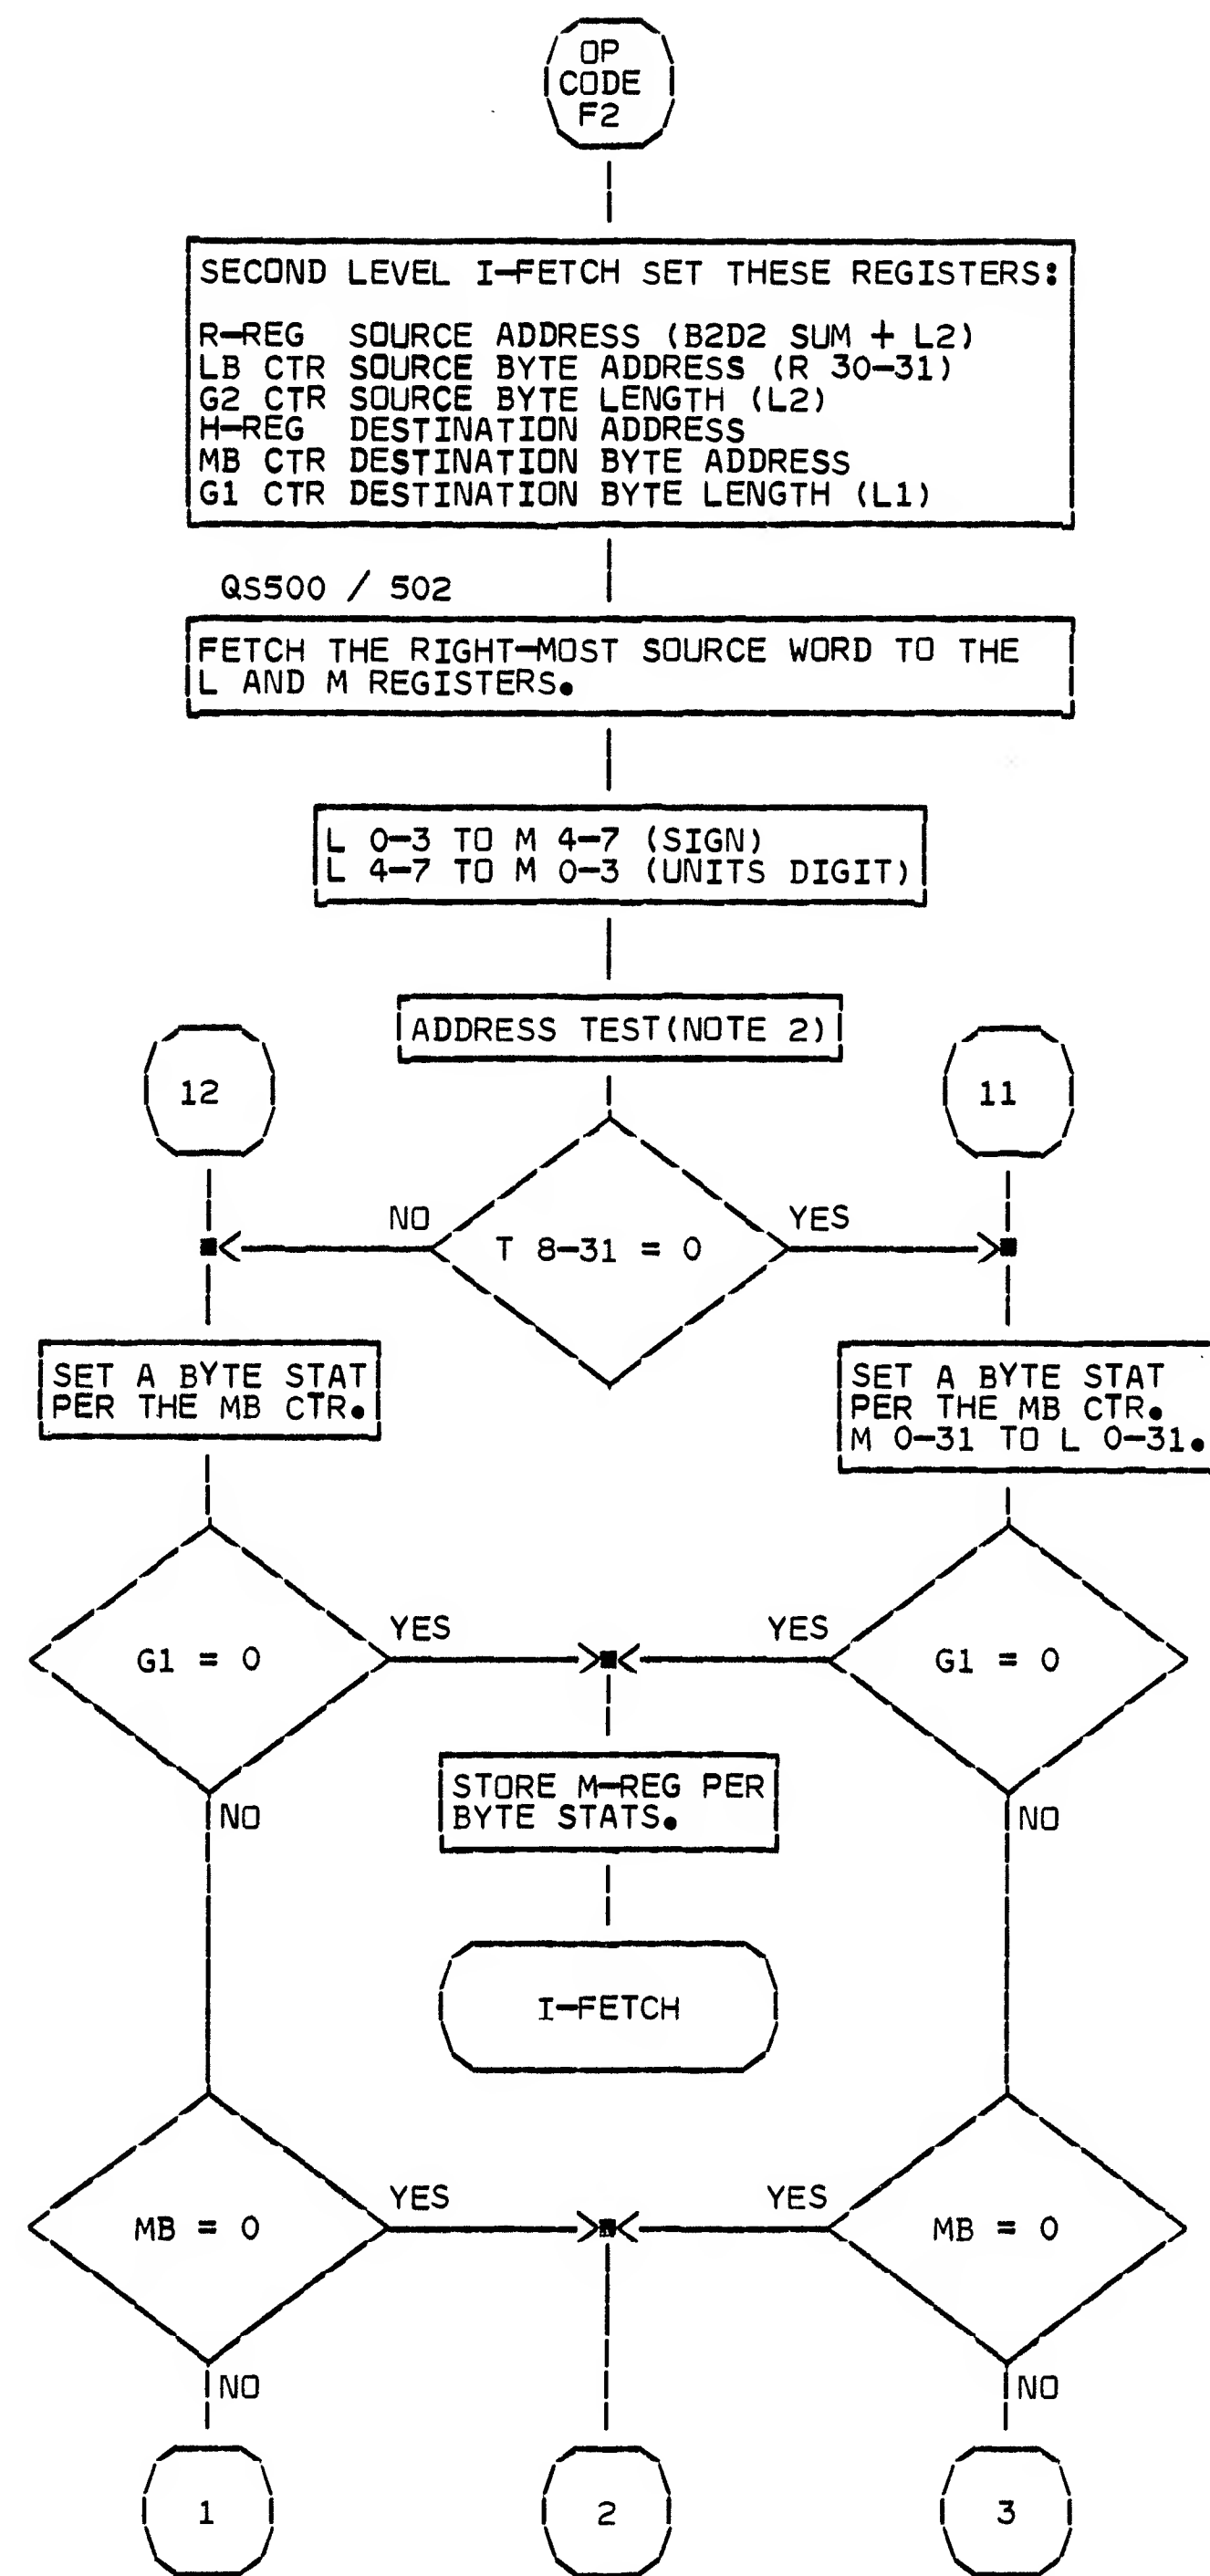 OP
CODE
F2
SECOND LEVEL I-FETCH SET THESE REGISTERS:
R-REG SOURCE ADDRESS (B2D2 SUM + L2)
LB CTR SOURCE BYTE ADDRESS (R 30-31)
G2 CTR SOURCE BYTE LENGTH (L2)
H-REG DESTINATION ADDRESS
MB CTR DESTINATION BYTE ADDRESS
G1 CTR DESTINATION BYTE LENGTH (L1)
QS500 / 502
FETCH THE RIGHT-MOST SOURCE WORD TO THE
L AND M REGISTERS.
L 0-3 TO M 4-7 (SIGN)
L 4-7 TO M 0-3 (UNITS DIGIT)
ADDRESS TEST(NOTE 2)
12
11
NO
YES
T 8-31 = 0
SET A BYTE STAT
PER THE MB CTR.
SET A BYTE STAT
PER THE MB CTR.
M 0-31 TO L 0-31.
YES
YES
G1 = 0
G1 = 0
STORE M-REG PER
BYTE STATS.
NO
NO
I-FETCH
YES
YES
MB = 0
MB = 0
NO
NO
1
2
3